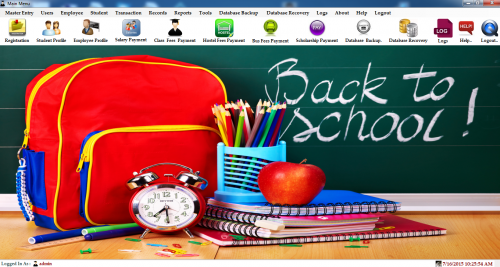 Main Menu
Master Entry Users Employee Student Transaction Records Reports Tools Database Backup Database Recovery Logs About Help Logout
Registration Student Profile Employee Profile Salary Payment Class Fees Payment Hostel Fees Payment Bus Fees Payment Scholarship Payment Database Backup.. Database Recovery Logs Help.. Logout..
HOSTEL
LOG
HELP!
Back to
School!
Logged In As : admin
7/16/2015 10:25:54 AM